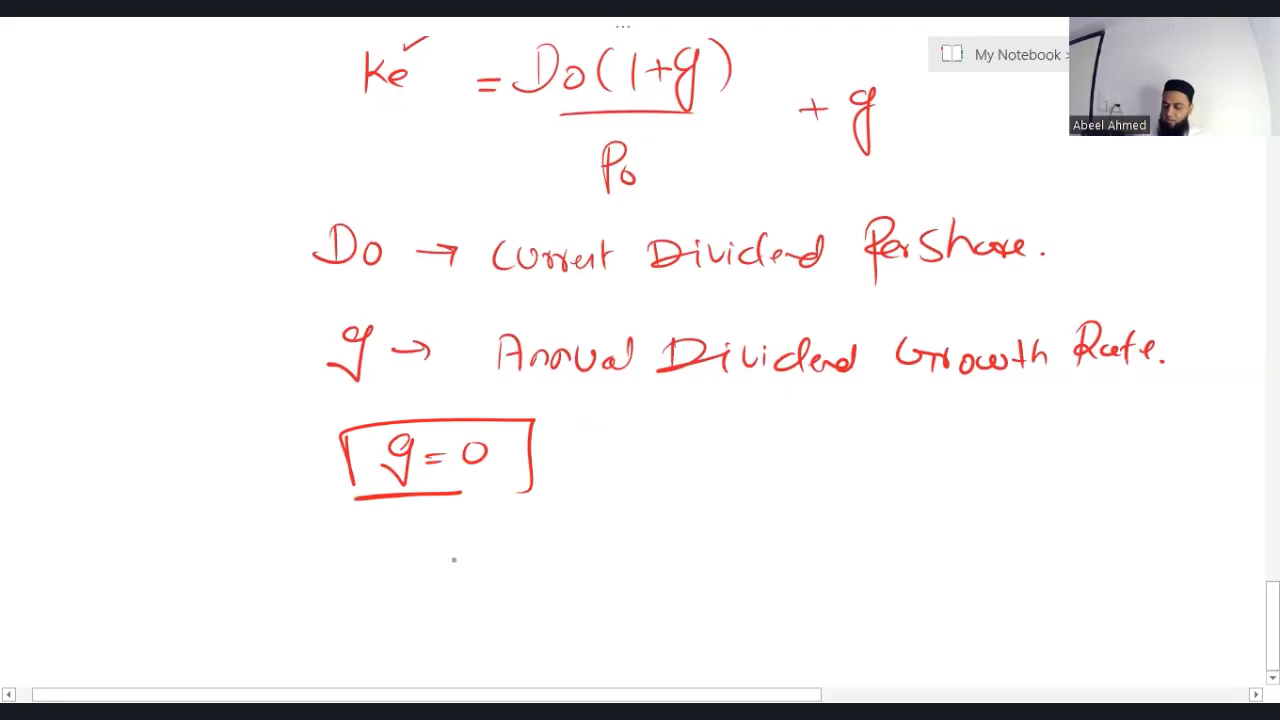 ...
My Notebook >
Abeel Ahmed
Ke = Do(1+g) + g
Po
Do → Current Dividend Per Share.
g → Annual Dividend Growth Rate.
g = 0